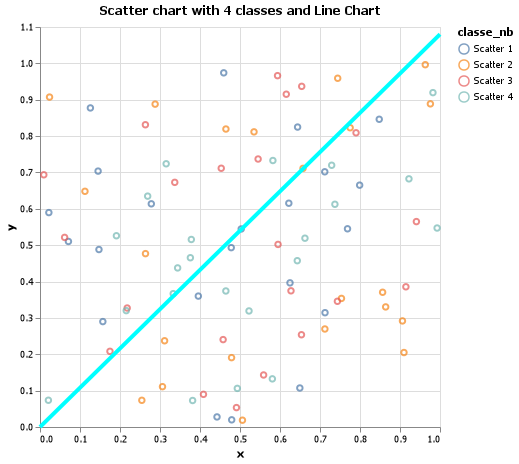 Scatter chart with 4 classes and Line Chart
classe_nb
Scatter 1
Scatter 2
Scatter 3
Scatter 4
y
1.1
1.0
0.9
0.8
0.7
0.6
0.5
0.4
0.3
0.2
0.1
0.0
0.0 0.1 0.2 0.3 0.4 0.5 0.6 0.7 0.8 0.9 1.0
x